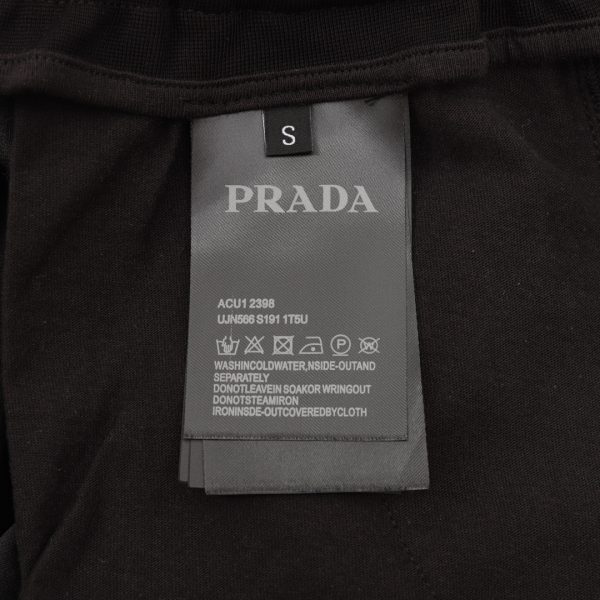 S
PRADA
ACU1 2398
UJN566 S191 1T5U
P W
WASHINCOLDWATER,NSIDE-OUTAND
SEPARATELY
DONOTLEAVEIN SOAKOR WRINGOUT
DONOTSTEAMIRON
IRONINSDE-OUTCOVEREDBYCLOTH